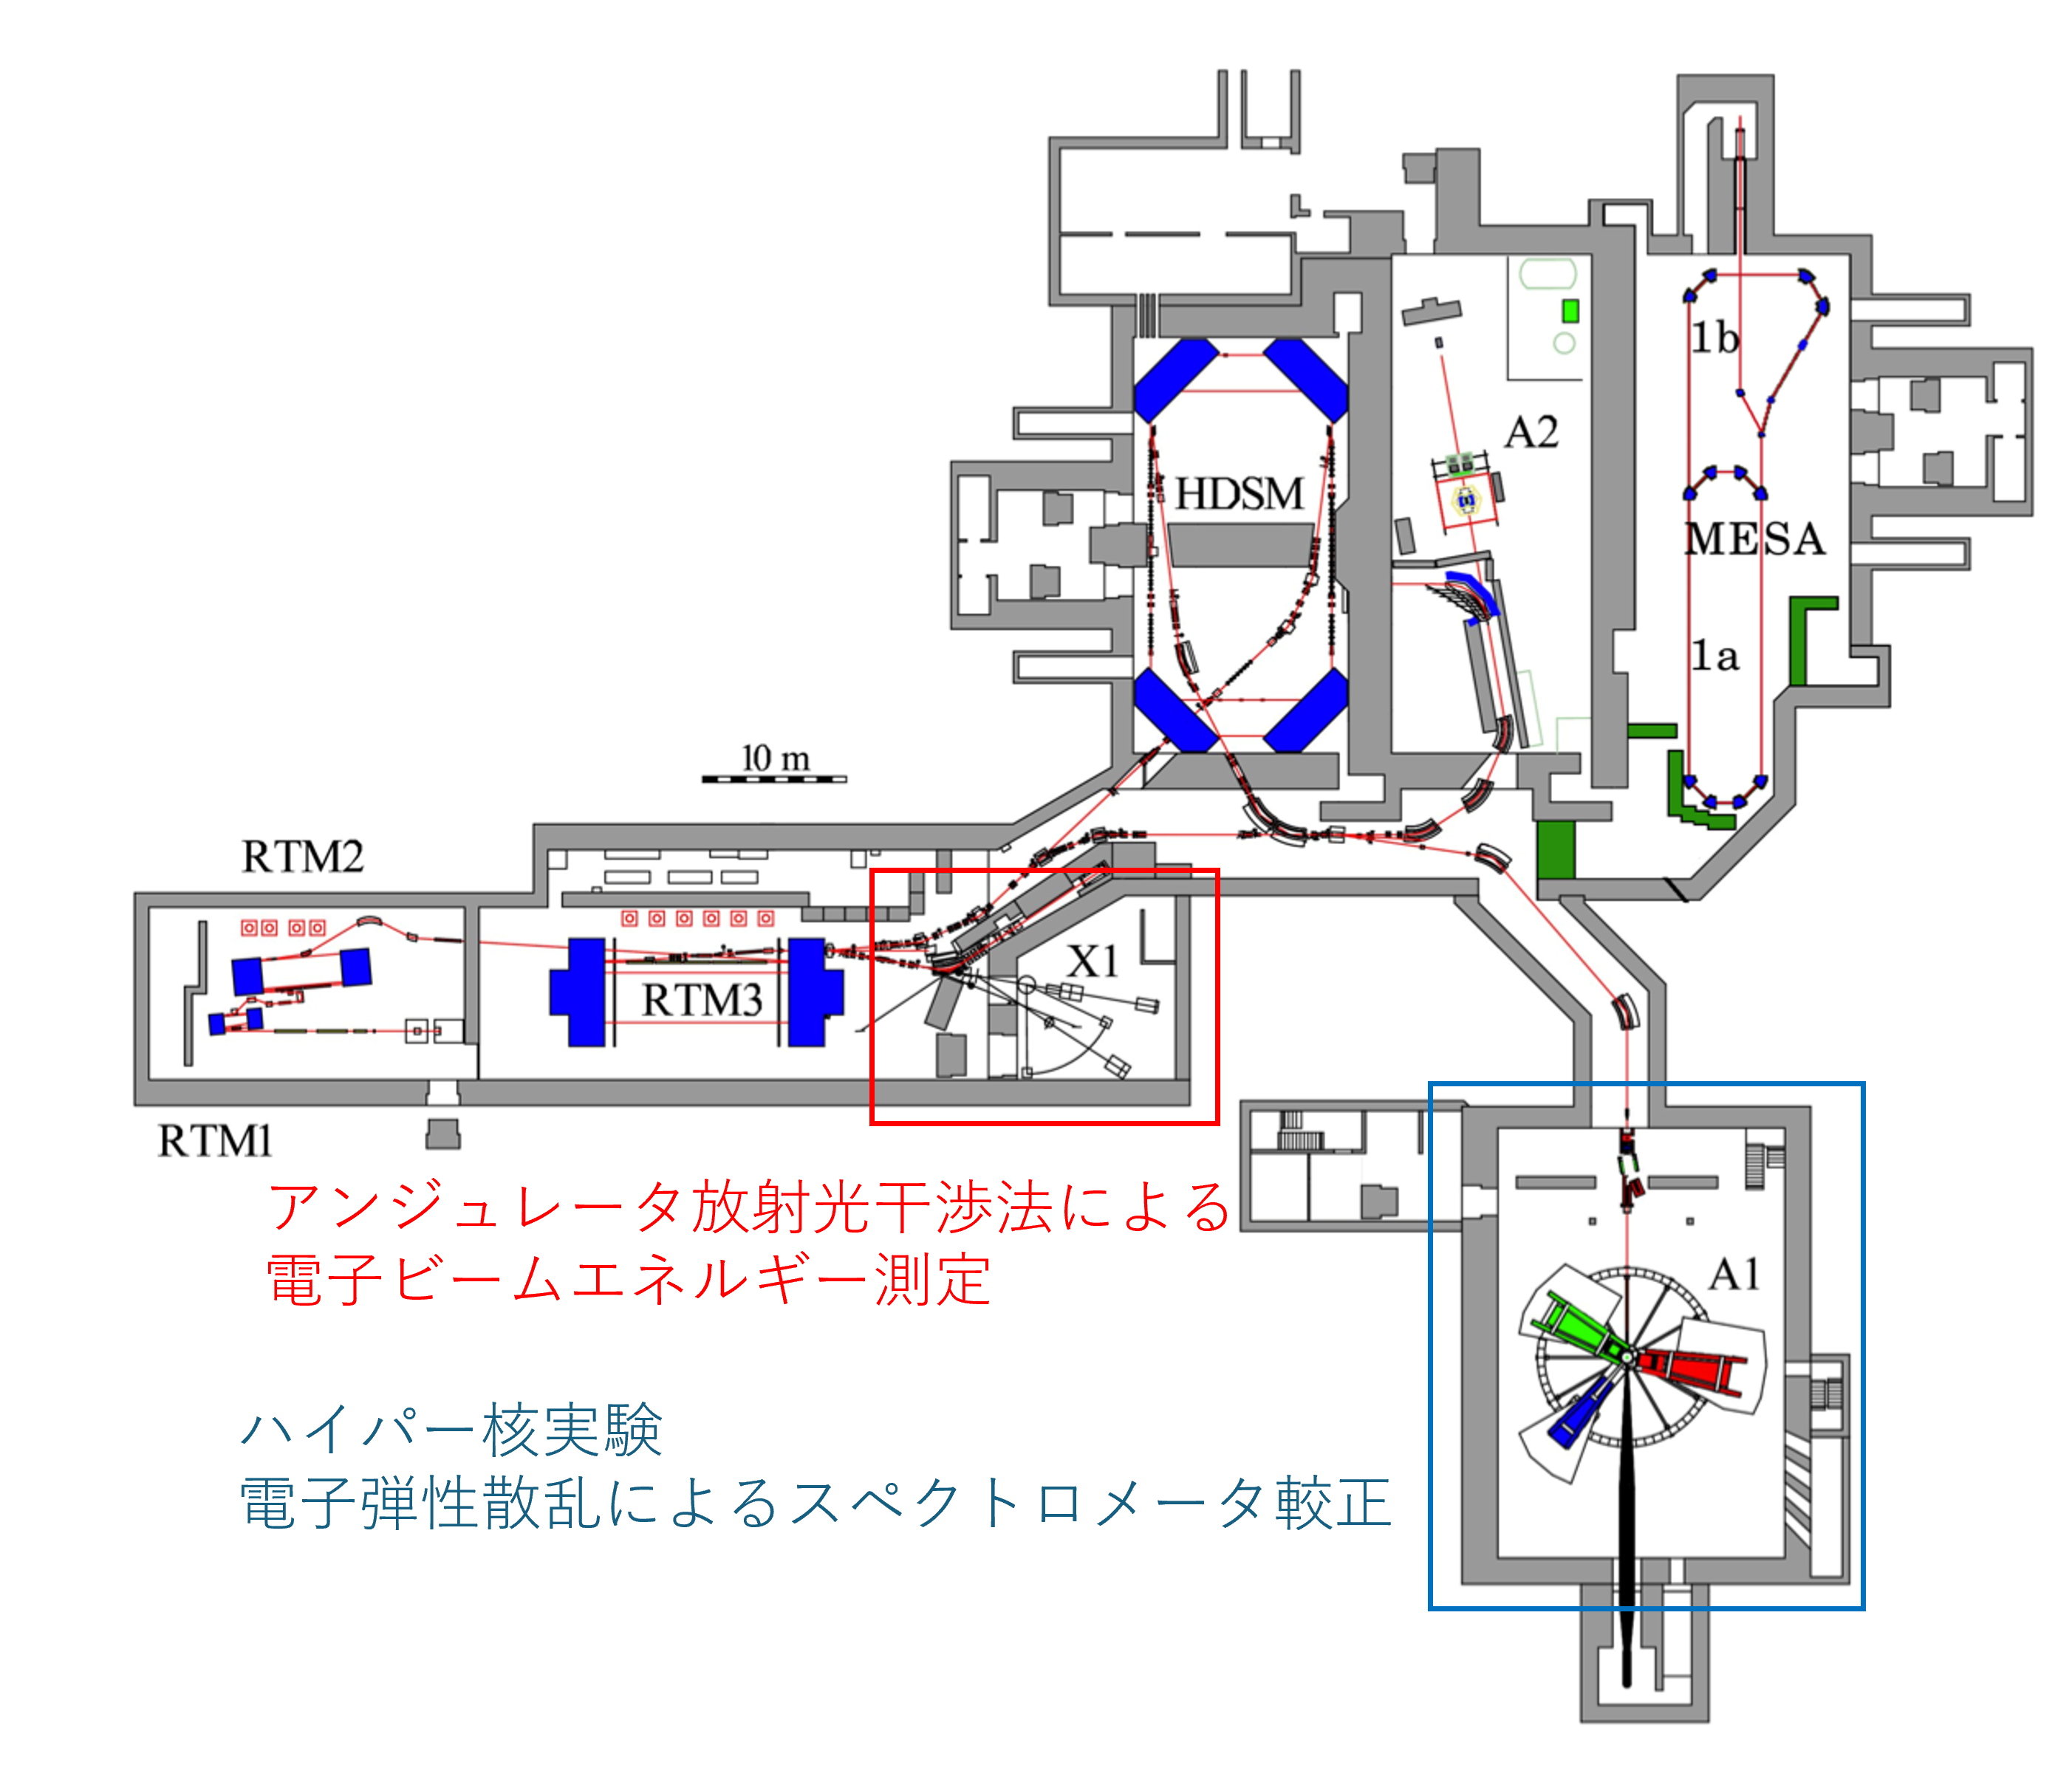 1b
A2
HDSM
MESA
1a
10 m
RTM2
X1
RTM3
RTM1
アンジュレータ放射光干渉法による
電子ビームエネルギー測定
A1
ハイパー核実験
電子弾性散乱によるスペクトロメータ較正